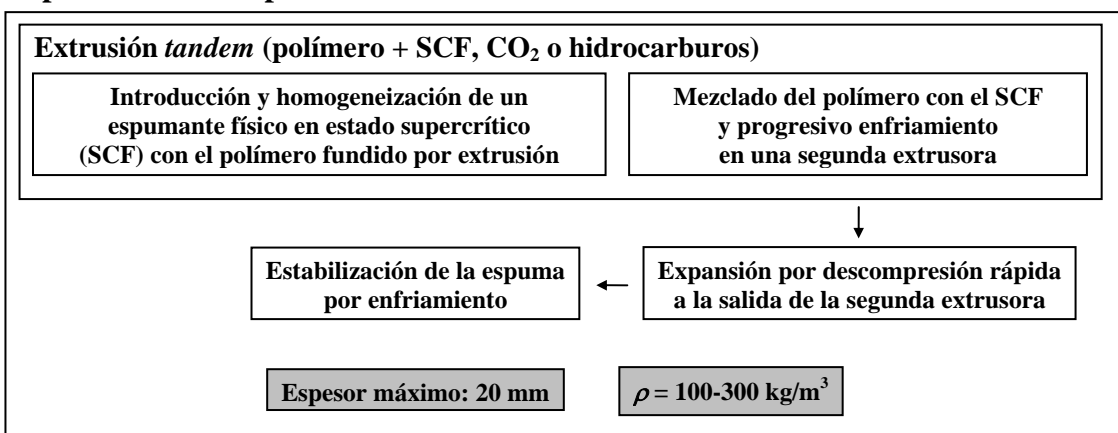 Extrusión tandem (polímero + SCF, CO₂ o hidrocarburos)
Introducción y homogeneización de un
espumante físico en estado supercrítico
(SCF) con el polímero fundido por extrusión
Mezclado del polímero con el SCF
y progresivo enfriamiento
en una segunda extrusora
Expansión por descompresión rápida
a la salida de la segunda extrusora
Estabilización de la espuma
por enfriamiento
Espesor máximo: 20 mm
ρ = 100-300 kg/m³